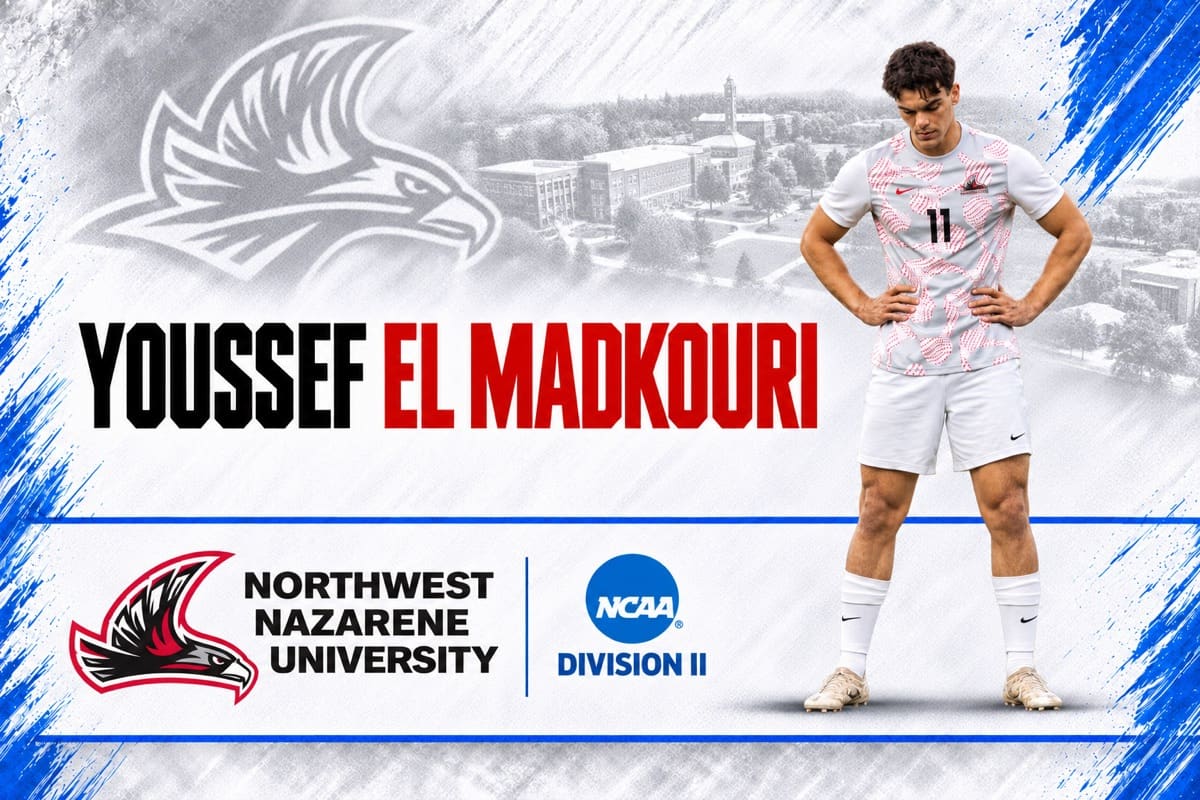 YOUSSEF EL MADKOURI
11
NORTHWEST
NAZARENE
UNIVERSITY
NCAA
®
DIVISION II